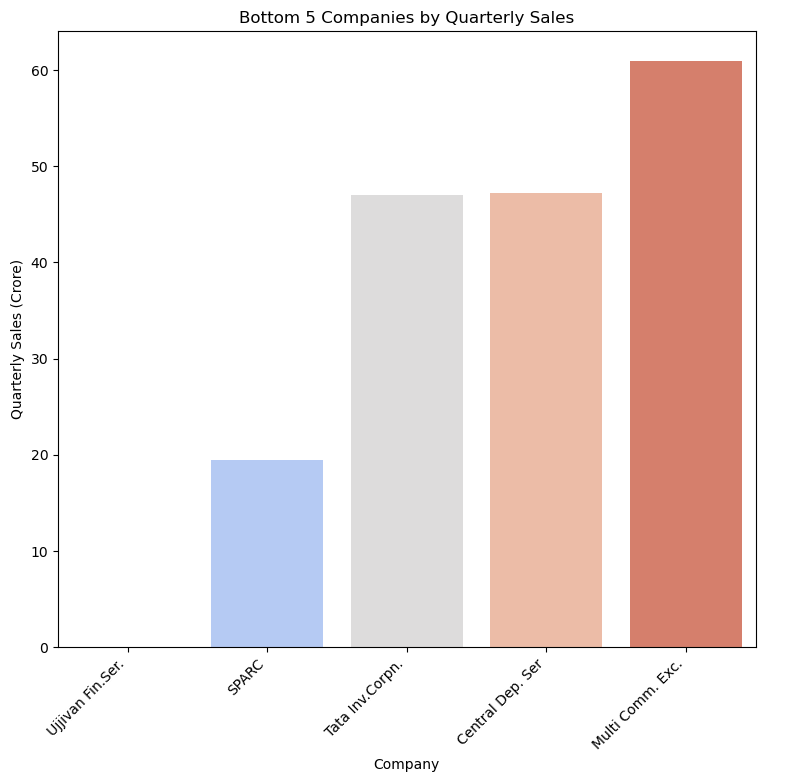 Bottom 5 Companies by Quarterly Sales
Quarterly Sales (Crore)
60
50
40
30
20
10
0
Ujjivan Fin.Ser.
SPARC
Tata Inv.Corpn.
Central Dep. Ser
Multi Comm. Exc.
Company